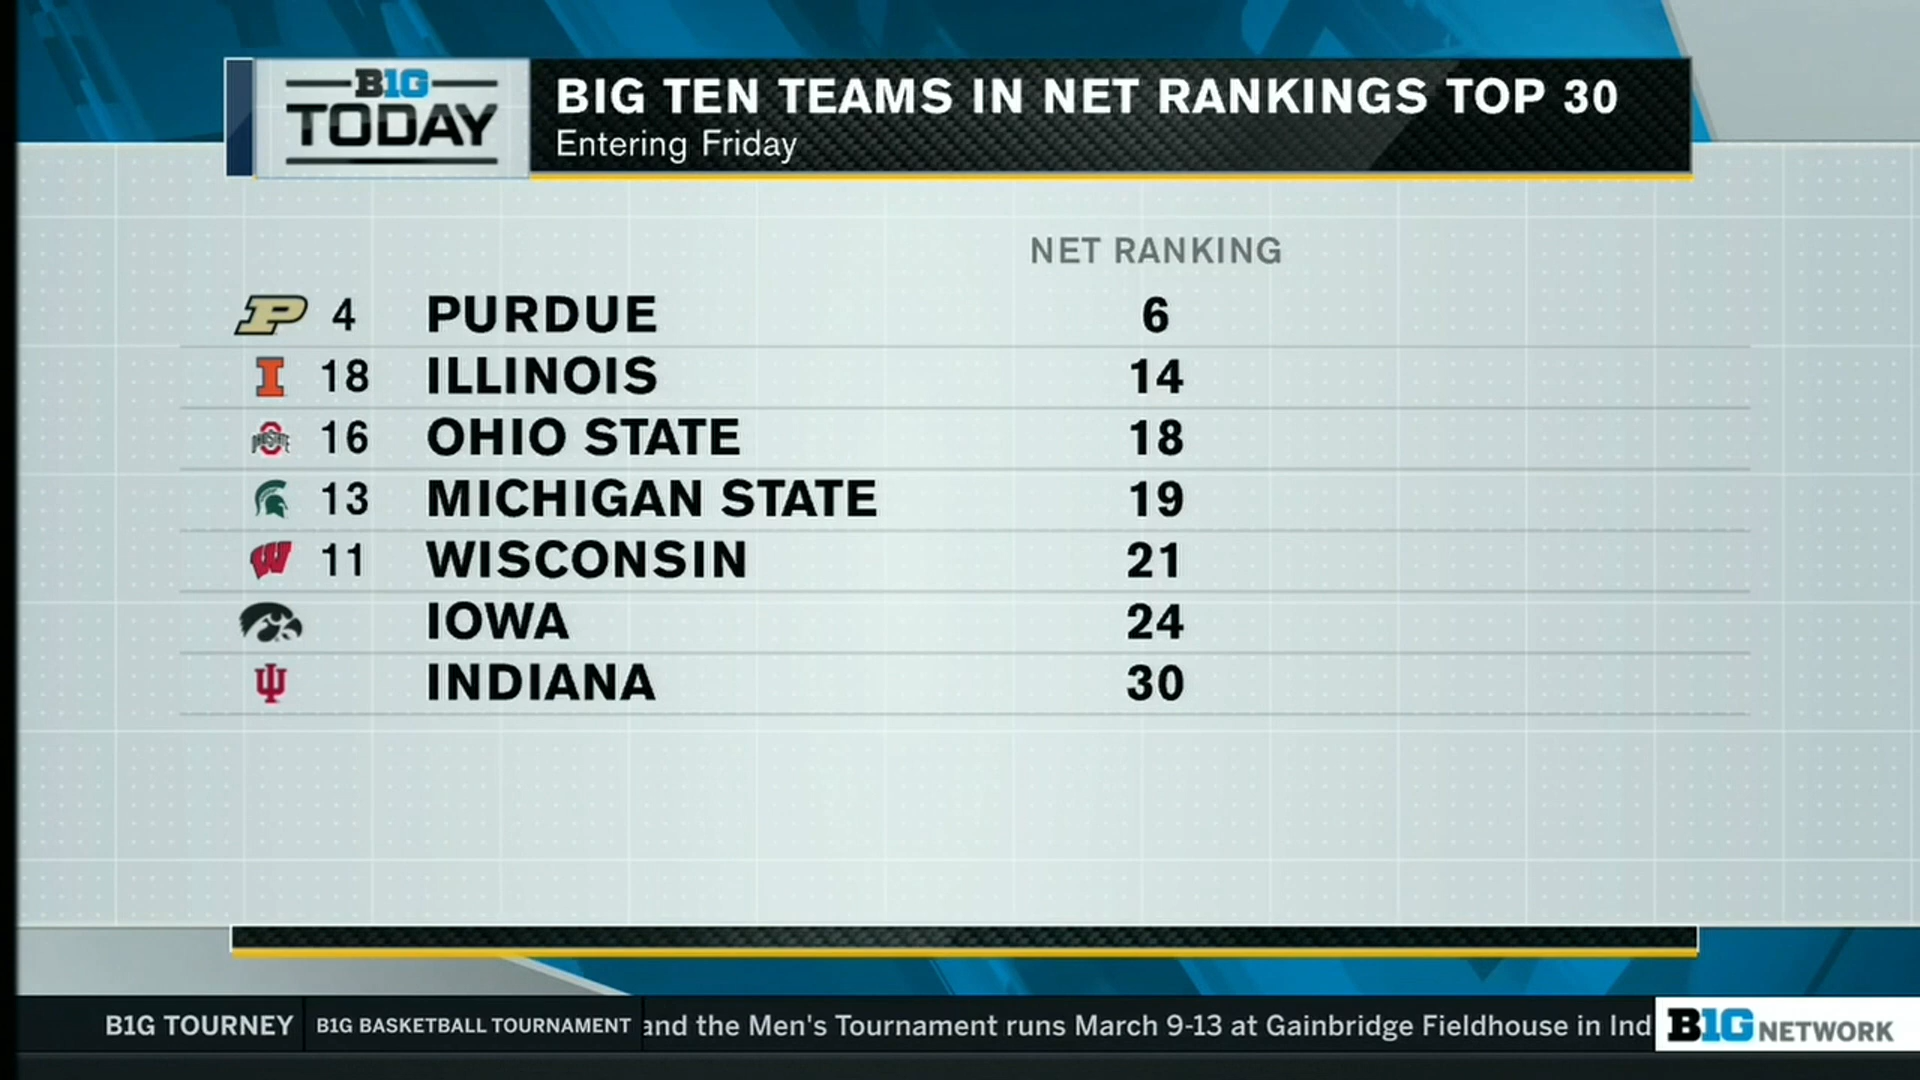 B1G
TODAY
BIG TEN TEAMS IN NET RANKINGS TOP 30
Entering Friday
NET RANKING
P 4 PURDUE 6
I 18 ILLINOIS 14
OHIO STATE 16 OHIO STATE 18
13 MICHIGAN STATE 19
W 11 WISCONSIN 21
IOWA 24
INDIANA 30
B1G TOURNEY B1G BASKETBALL TOURNAMENT and the Men's Tournament runs March 9-13 at Gainbridge Fieldhouse in Ind B1G NETWORK